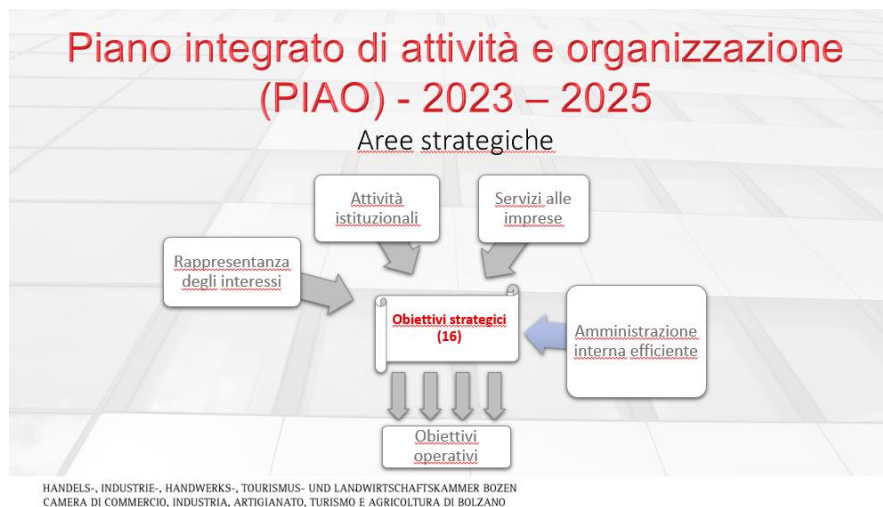 Piano integrato di attività e organizzazione
(PIAO) - 2023 – 2025
Aree strategiche
Attività
istituzionali
Servizi alle
imprese
Rappresentanza
degli interessi
Obiettivi strategici
(16)
Amministrazione
interna efficiente
Obiettivi
operativi
HANDELS-, INDUSTRIE-, HANDWERKS-, TOURISMUS- UND LANDWIRTSCHAFTSKAMMER BOZEN
CAMERA DI COMMERCIO, INDUSTRIA, ARTIGIANATO, TURISMO E AGRICOLTURA DI BOLZANO